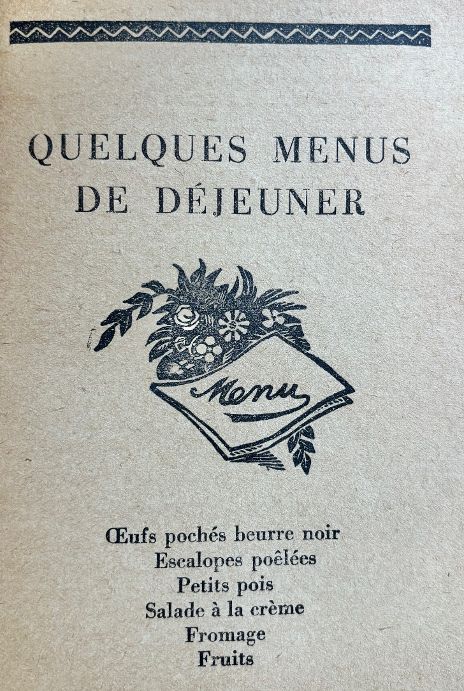 QUELQUES MENUS
DE DÉJEUNER
Menu
Œufs pochés beurre noir
Escalopes poêlées
Petits pois
Salade à la crème
Fromage
Fruits